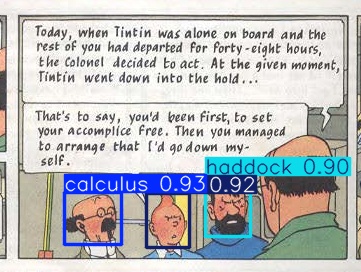 Today, when Tintin was alone on board and the
rest of you had departed for forty-eight hours,
the Colonel decided to act. At the given moment,
Tintin went down into the hold...
That's to say, you'd been first, to set
your accomplice free. Then you managed
to arrange that I'd go down my-
self.
haddock 0.90
calculus 0.93 0.92